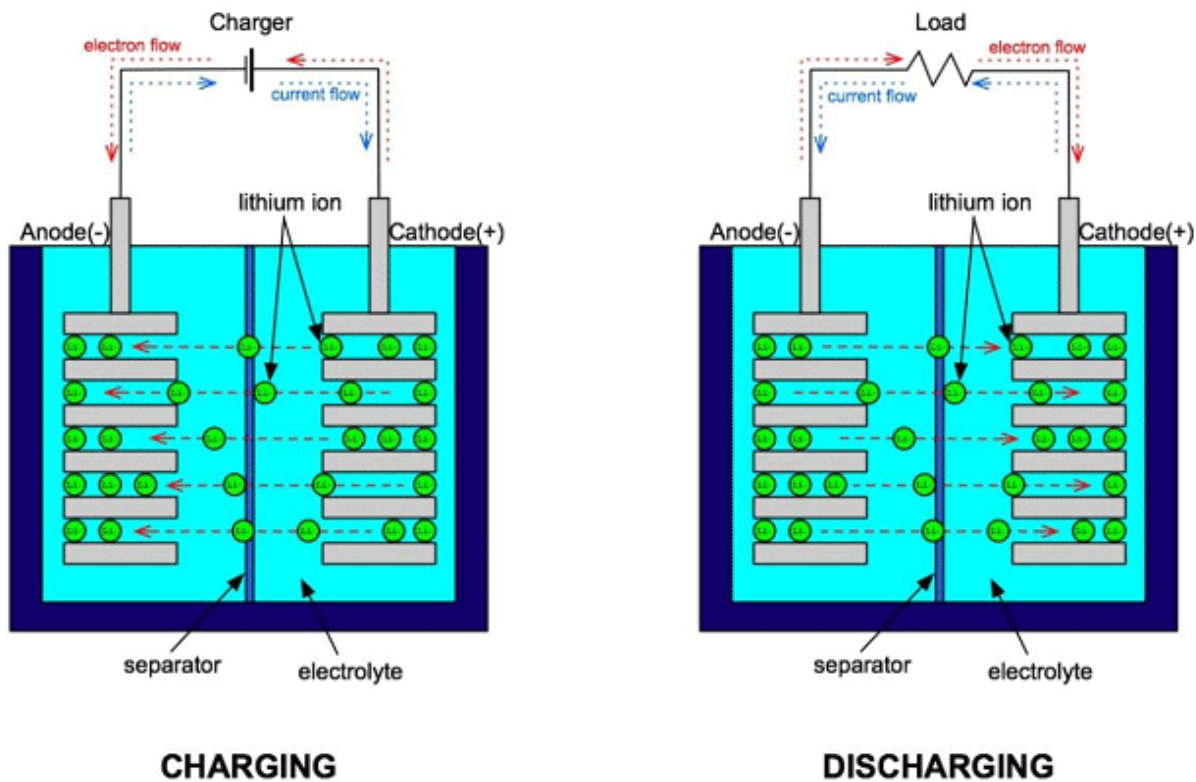 Charger
electron flow
current flow
lithium ion
Anode(-)
Cathode(+)
separator
electrolyte
CHARGING
Load
electron flow
current flow
lithium ion
Anode(-)
Cathode(+)
separator
electrolyte
DISCHARGING